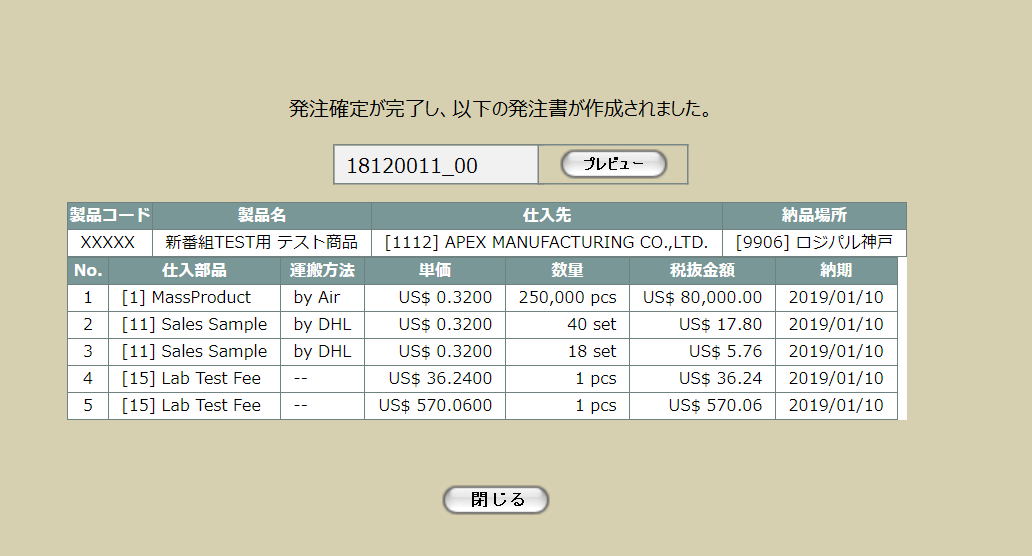 発注確定が完了し、以下の発注書が作成されました。
18120011_00 プレビュー
製品コード 製品名 仕入先 納品場所
XXXXX 新番組TEST用 テスト商品 [1112] APEX MANUFACTURING CO.,LTD. [9906] ロジパル神戸
No. 仕入部品 運搬方法 単価 数量 税抜金額 納期
1 [1] MassProduct by Air US$ 0.3200 250,000 pcs US$ 80,000.00 2019/01/10
2 [11] Sales Sample by DHL US$ 0.3200 40 set US$ 17.80 2019/01/10
3 [11] Sales Sample by DHL US$ 0.3200 18 set US$ 5.76 2019/01/10
4 [15] Lab Test Fee -- US$ 36.2400 1 pcs US$ 36.24 2019/01/10
5 [15] Lab Test Fee -- US$ 570.0600 1 pcs US$ 570.06 2019/01/10
閉じる